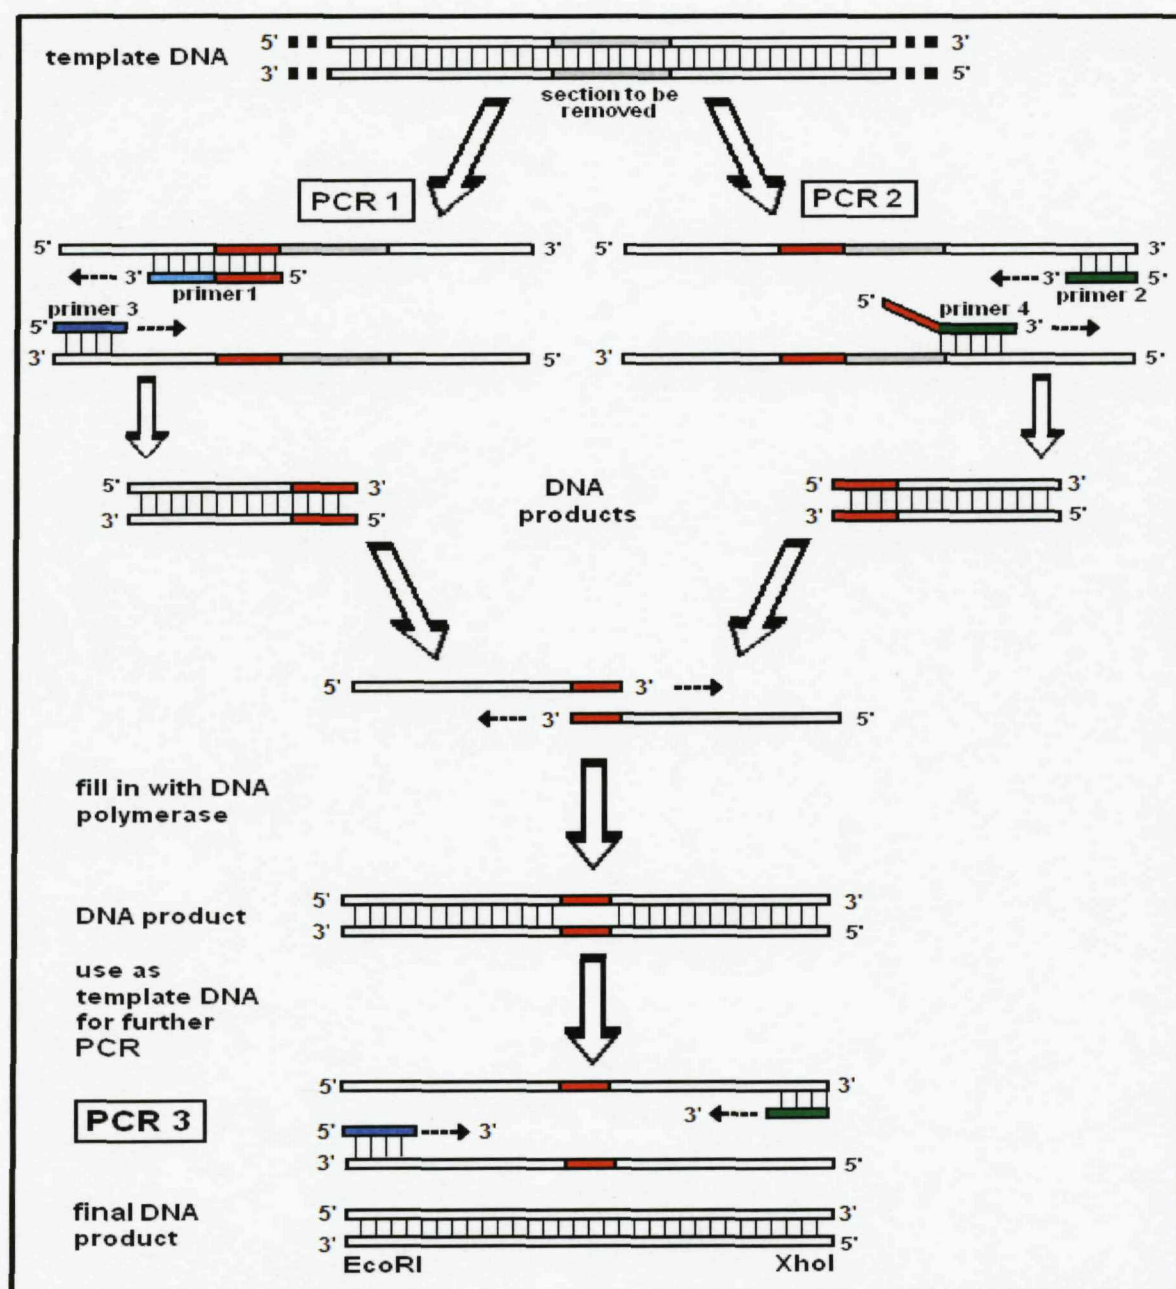 5' 3'
template DNA
3' 5'
section to be
removed
PCR 1 PCR 2
5' 3' 5' 3'
3' 5' 3' 5'
primer 1 primer 2
primer 3 5' primer 4
5' 3'
3' 5' 3' 5'
5' 3' DNA 5' 3'
3' 5' products 3' 5'
5' 3'
3' 5'
fill in with DNA
polymerase
5' 3'
DNA product
3' 5'
use as
template DNA
for further
PCR
5' 3'
PCR 3 3'
5' 3'
3' 5'
final DNA
product
5' 3'
3' 5'
EcoRI XhoI